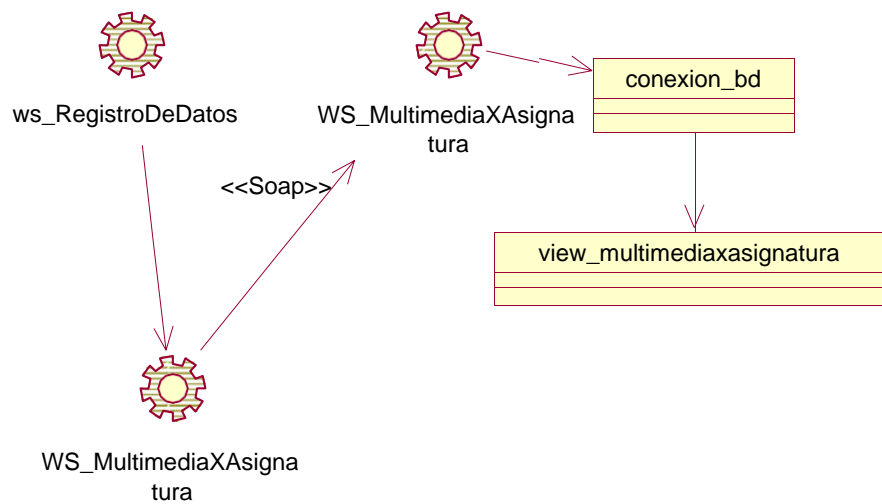 ws_RegistroDeDatos
WS_MultimediaXAsigna
tura
conexion_bd
<<Soap>>
view_multimediaxasignatura
WS_MultimediaXAsigna
tura